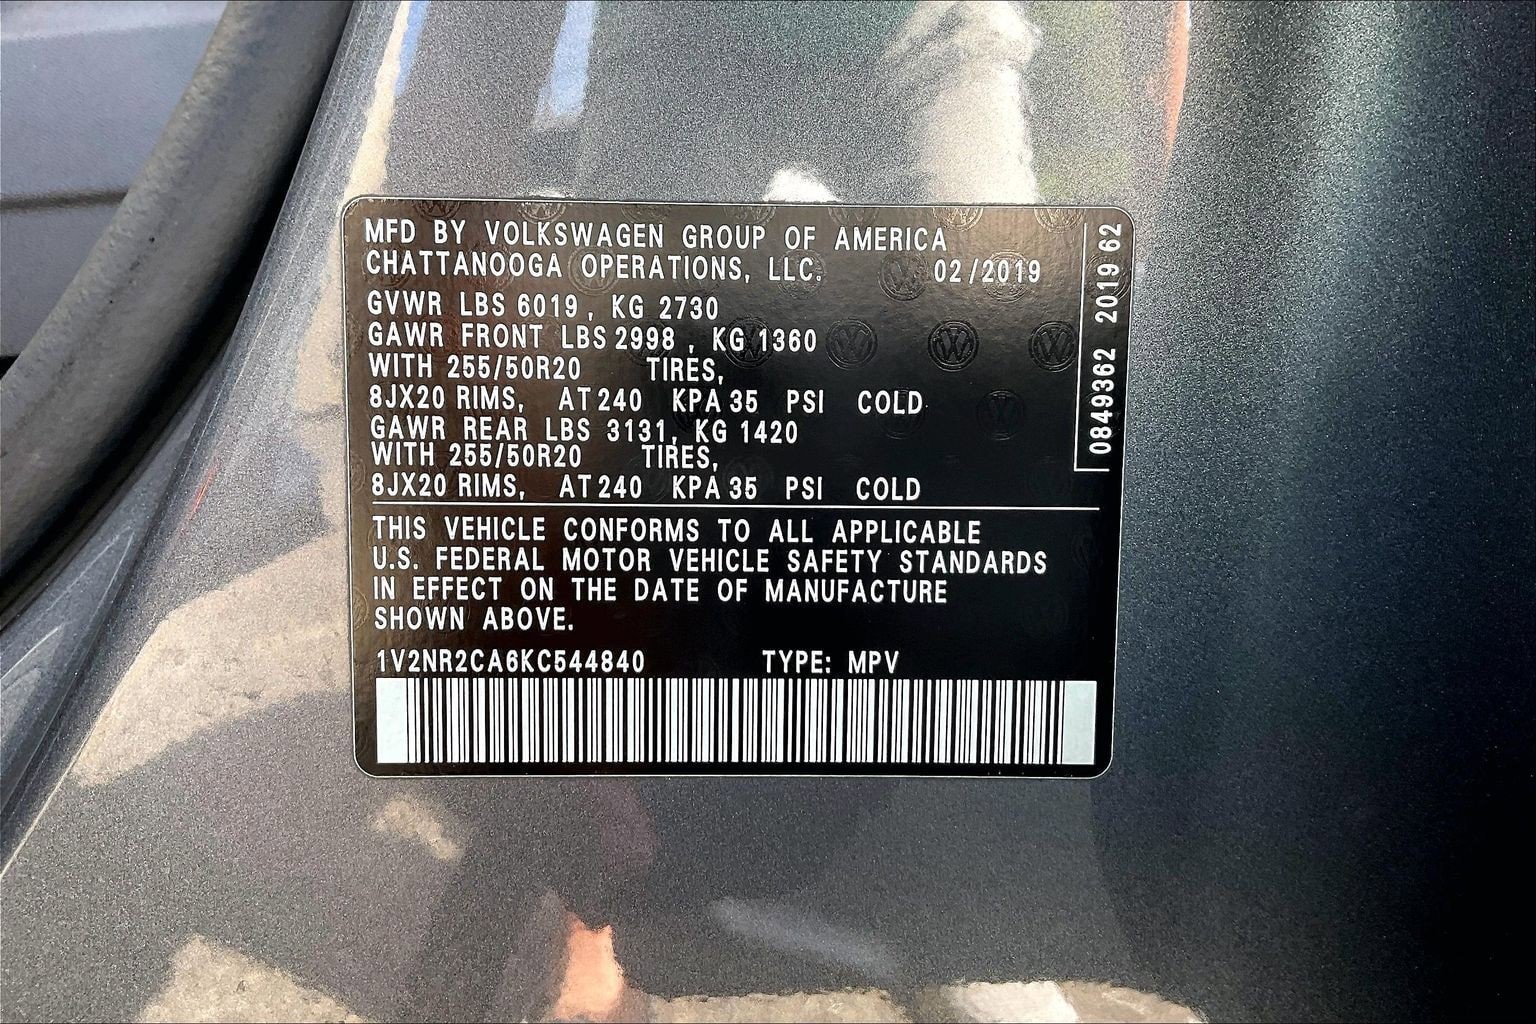 MFD BY VOLKSWAGEN GROUP OF AMERICA
CHATTANOOGA OPERATIONS, LLC. 02/2019
GVWR LBS 6019, KG 2730
GAWR FRONT LBS 2998, KG 1360
WITH 255/50R20 TIRES,
8JX20 RIMS, AT 240 KPA 35 PSI COLD
GAWR REAR LBS 3131, KG 1420
WITH 255/50R20 TIRES,
8JX20 RIMS, AT 240 KPA 35 PSI COLD
THIS VEHICLE CONFORMS TO ALL APPLICABLE
U.S. FEDERAL MOTOR VEHICLE SAFETY STANDARDS
IN EFFECT ON THE DATE OF MANUFACTURE
SHOWN ABOVE.
1V2NR2CA6KC544840 TYPE: MPV
0849362 2019 62